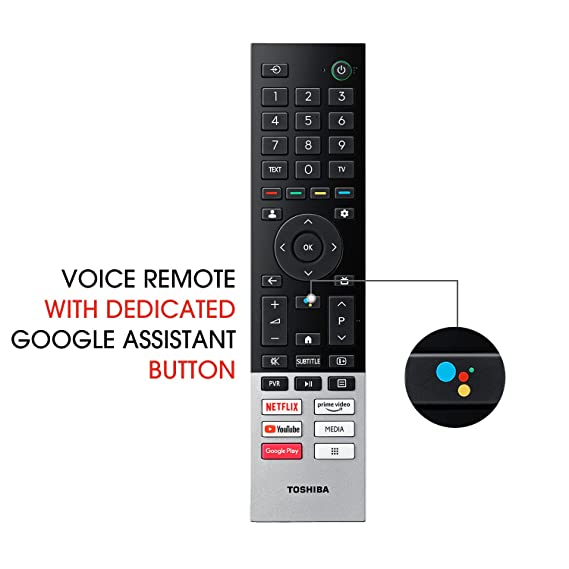 1 2 3
4 5 6
7 8 9
TEXT 0 TV
OK
VOICE REMOTE
WITH DEDICATED
GOOGLE ASSISTANT
BUTTON
+
P
−
SUBTITLE
PVR
NETFLIX prime video
YouTube MEDIA
Google Play
TOSHIBA